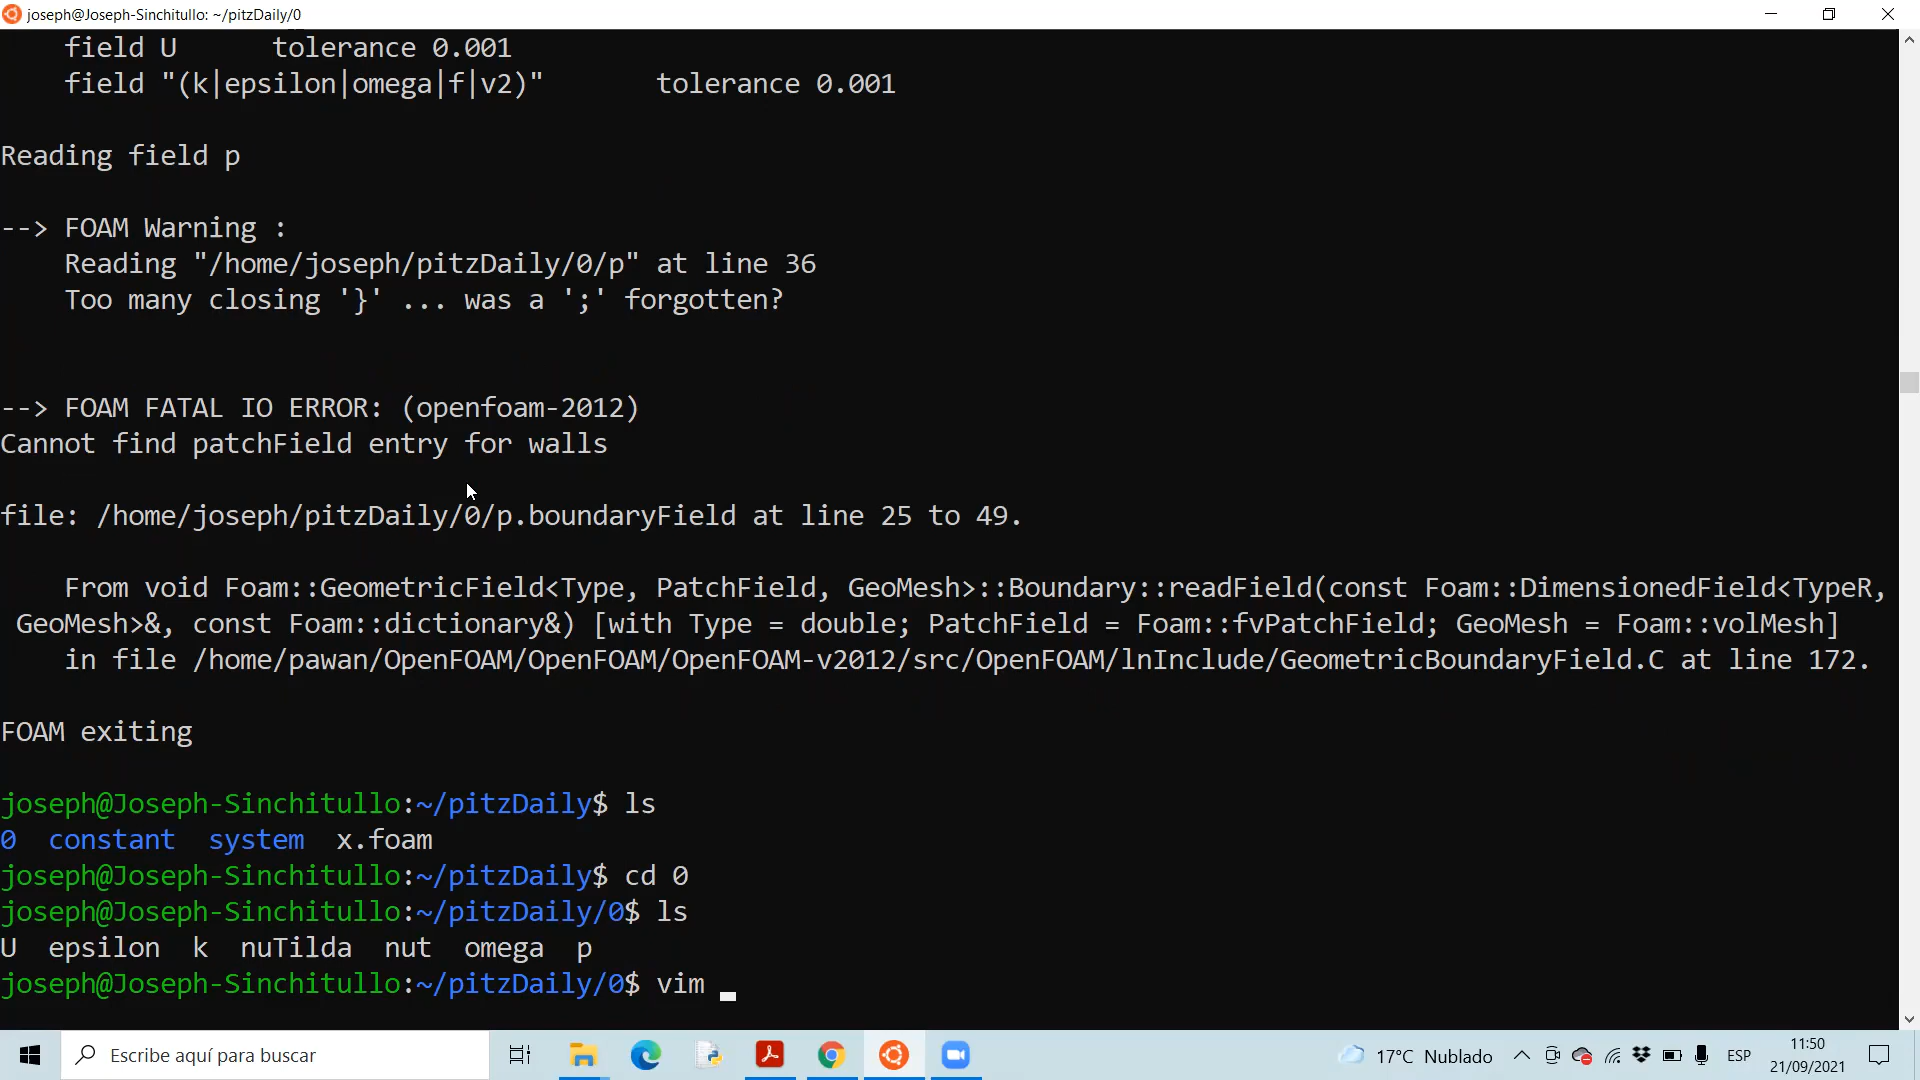 joseph@Joseph-Sinchitullo: ~/pitzDaily/0
field U      tolerance 0.001
field "(k|epsilon|omega|f|v2)"       tolerance 0.001
Reading field p
--> FOAM Warning :
Reading "/home/joseph/pitzDaily/0/p" at line 36
Too many closing '}' ... was a ';' forgotten?
--> FOAM FATAL IO ERROR: (openfoam-2012)
Cannot find patchField entry for walls
file: /home/joseph/pitzDaily/0/p.boundaryField at line 25 to 49.
From void Foam::GeometricField<Type, PatchField, GeoMesh>::Boundary::readField(const Foam::DimensionedField<TypeR,
GeoMesh>&, const Foam::dictionary&) [with Type = double; PatchField = Foam::fvPatchField; GeoMesh = Foam::volMesh]
in file /home/pawan/OpenFOAM/OpenFOAM/OpenFOAM-v2012/src/OpenFOAM/lnInclude/GeometricBoundaryField.C at line 172.
FOAM exiting
joseph@Joseph-Sinchitullo:~/pitzDaily$ ls
0  constant  system  x.foam
joseph@Joseph-Sinchitullo:~/pitzDaily$ cd 0
joseph@Joseph-Sinchitullo:~/pitzDaily/0$ ls
U  epsilon  k  nuTilda  nut  omega  p
joseph@Joseph-Sinchitullo:~/pitzDaily/0$ vim _
Escribe aquí para buscar
17°C Nublado
ESP
11:50
21/09/2021